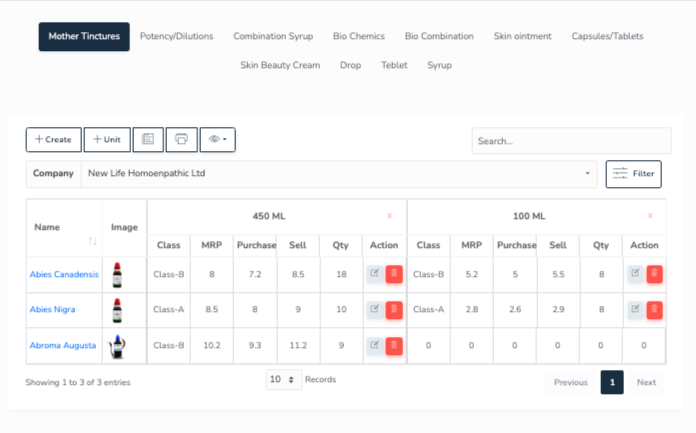 Mother Tinctures Potency/Dilutions Combination Syrup Bio Chemics Bio Combination Skin ointment Capsules/Tablets
Skin Beauty Cream Drop Teblet Syrup
+ Create + Unit Search...
Company New Life Homoenpathic Ltd Filter
450 ML x 100 ML x
Name Image
Class MRP Purchase Sell Qty Action Class MRP Purchase Sell Qty Action
Abies Canadensis Class-B 8 7.2 8.5 18 Class-B 5.2 5 5.5 8
Abies Nigra Class-A 8.5 8 9 10 Class-A 2.8 2.6 2.9 8
Abroma Augusta Class-B 10.2 9.3 11.2 9 0 0 0 0 0 0
Showing 1 to 3 of 3 entries 10 Records Previous 1 Next